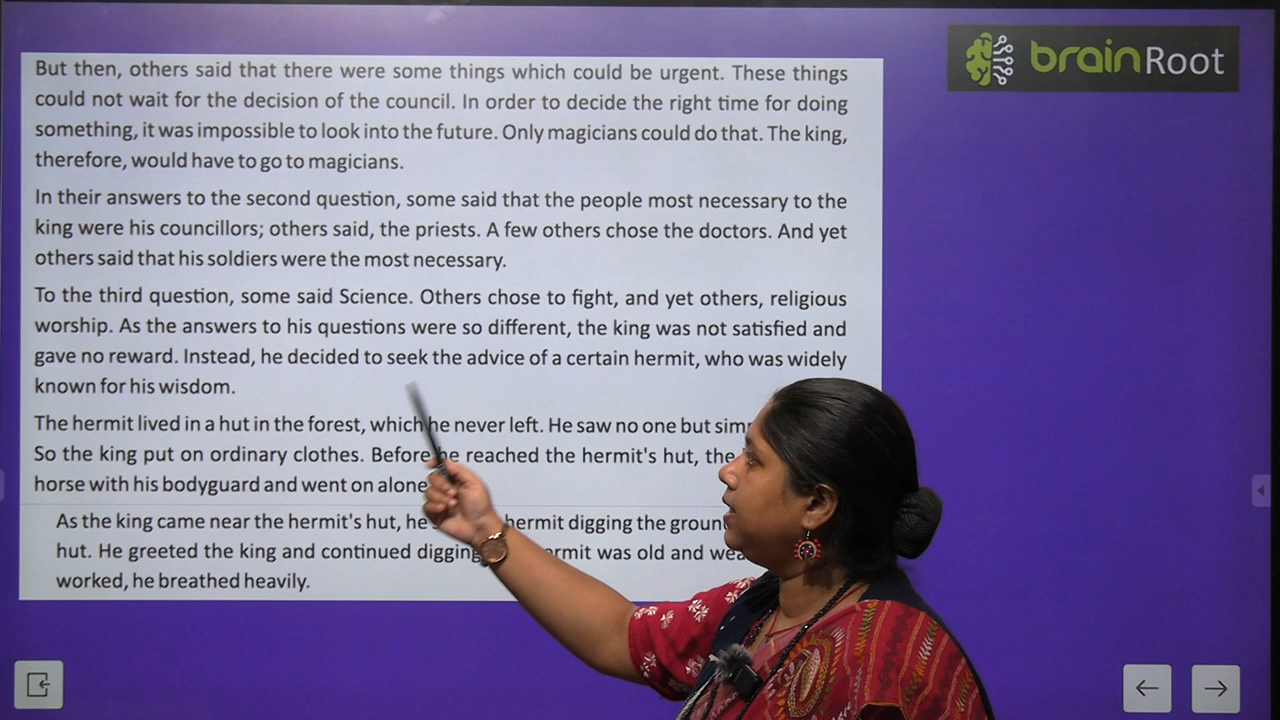 brainRoot
But then, others said that there were some things which could be urgent. These things
could not wait for the decision of the council. In order to decide the right time for doing
something, it was impossible to look into the future. Only magicians could do that. The king,
therefore, would have to go to magicians.
In their answers to the second question, some said that the people most necessary to the
king were his councillors; others said, the priests. A few others chose the doctors. And yet
others said that his soldiers were the most necessary.
To the third question, some said Science. Others chose to fight, and yet others, religious
worship. As the answers to his questions were so different, the king was not satisfied and
gave no reward. Instead, he decided to seek the advice of a certain hermit, who was widely
known for his wisdom.
The hermit lived in a hut in the forest, which he never left. He saw no one but
So the king put on ordinary clothes. Before he reached the hermit's hut, the
horse with his bodyguard and went on alone
As the king came near the hermit's hut, he hermit digging the
hut. He greeted the king and continued digging was old and
worked, he breathed heavily.